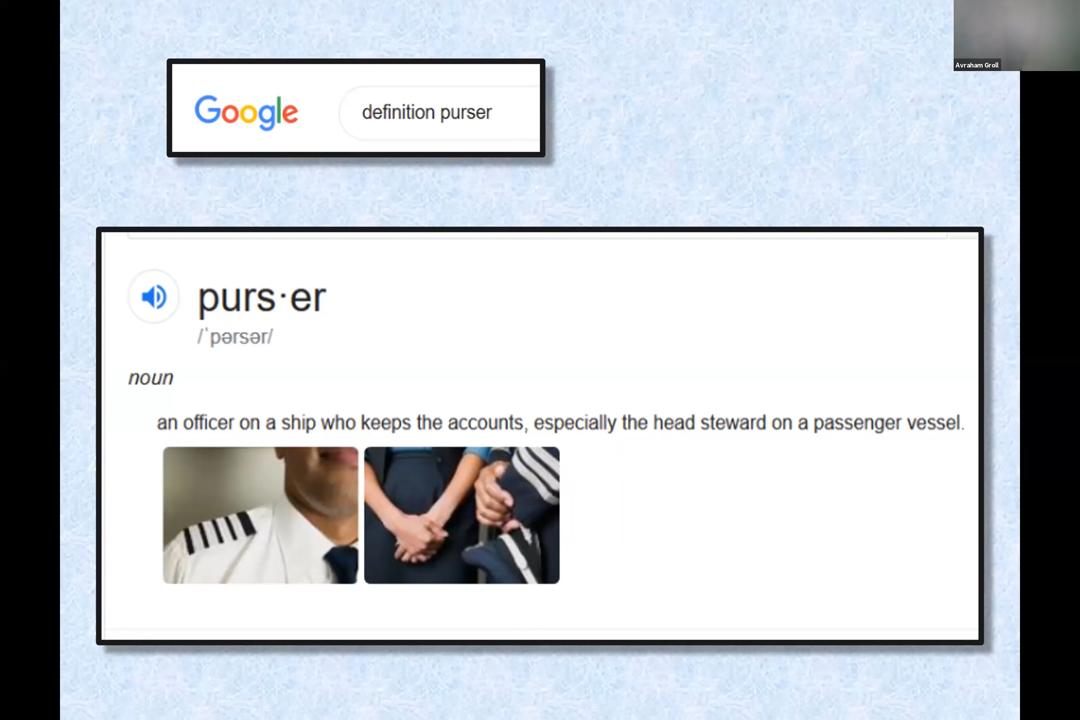 Avraham Groll
Google definition purser
purs·er
/ˈpərsər/
noun
an officer on a ship who keeps the accounts, especially the head steward on a passenger vessel.